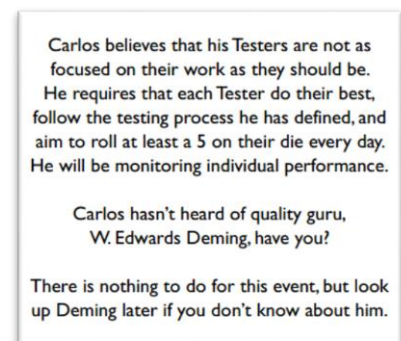 Carlos believes that his Testers are not as
focused on their work as they should be.
He requires that each Tester do their best,
follow the testing process he has defined, and
aim to roll at least a 5 on their die every day.
He will be monitoring individual performance.
Carlos hasn't heard of quality guru,
W. Edwards Deming, have you?
There is nothing to do for this event, but look
up Deming later if you don't know about him.